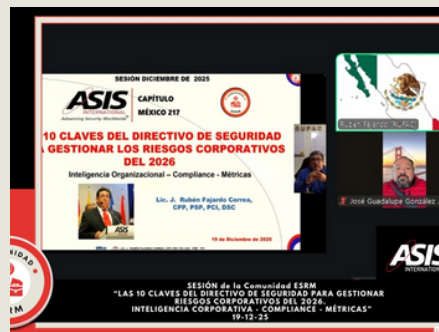 SESIÓN DICIEMBRE DE 2025
ASIS
INTERNATIONAL
Advancing Security Worldwide
CAPÍTULO
MÉXICO 217
10 CLAVES DEL DIRECTIVO DE SEGURIDAD
GESTIONAR LOS RIESGOS CORPORATIVOS
DEL 2026
Inteligencia Organizacional – Compliance - Métricas
Lic. J. Rubén Fajardo Correa,
CPP, PSP, PCI, DSC
19 de Diciembre de 2025
RUPAC
Rubén Fajardo (RUPAC)
José Guadalupe González
ASIS
INTERNATIONAL
SESIÓN de la Comunidad ESRM
"LAS 10 CLAVES DEL DIRECTIVO DE SEGURIDAD PARA GESTIONAR
RIESGOS CORPORATIVOS DEL 2026.
INTELIGENCIA CORPORATIVA - COMPLIANCE - MÉTRICAS"
19-12-25